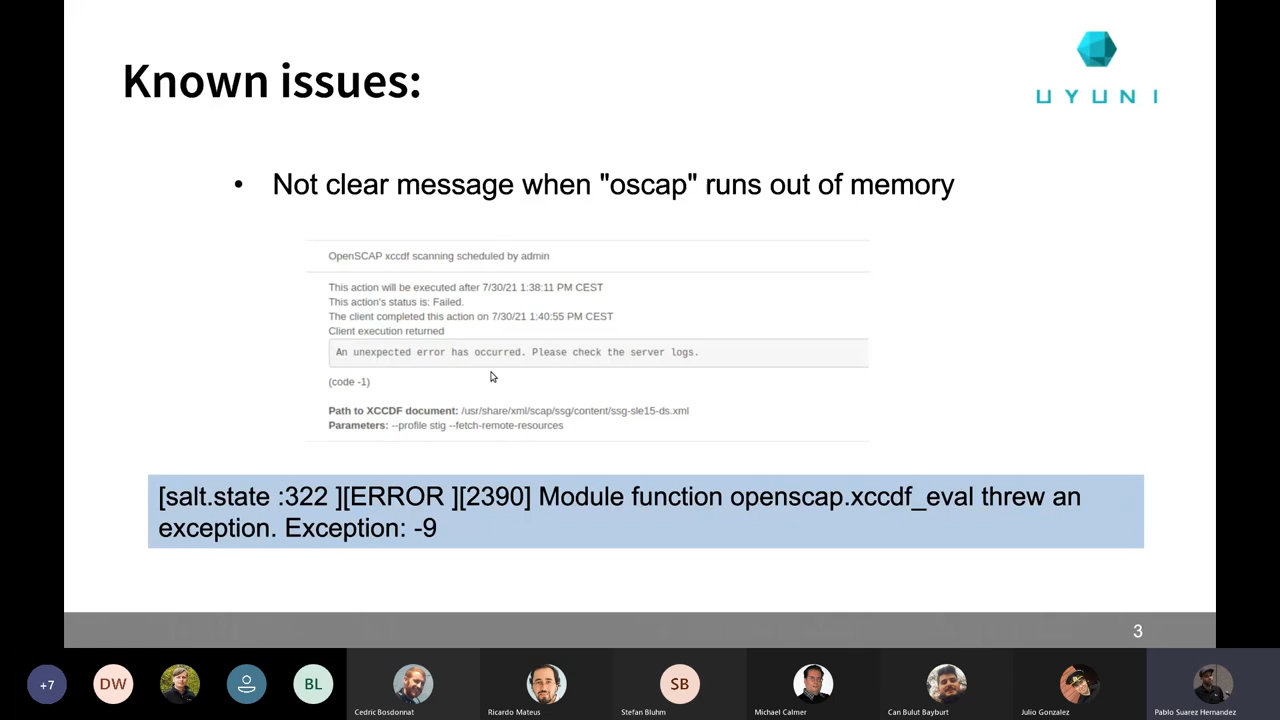 Known issues:
UYUNI
• Not clear message when "oscap" runs out of memory
OpenSCAP xccdf scanning scheduled by admin
This action will be executed after 7/30/21 1:38:11 PM CEST
This action's status is: Failed.
The client completed this action on 7/30/21 1:40:55 PM CEST
Client execution returned
An unexpected error has occurred. Please check the server logs.
(code -1)
Path to XCCDF document: /usr/share/xml/scap/ssg/content/ssg-sle15-ds.xml
Parameters: --profile stig --fetch-remote-resources
[salt.state :322 ][ERROR ][2390] Module function openscap.xccdf_eval threw an
exception. Exception: -9
3
+7
DW
BL
SB
Cedric Bosdonnat
Ricardo Mateus
Stefan Bluhm
Michael Calmer
Can Bulut Bayburt
Julio Gonzalez
Pablo Suarez Hernandez